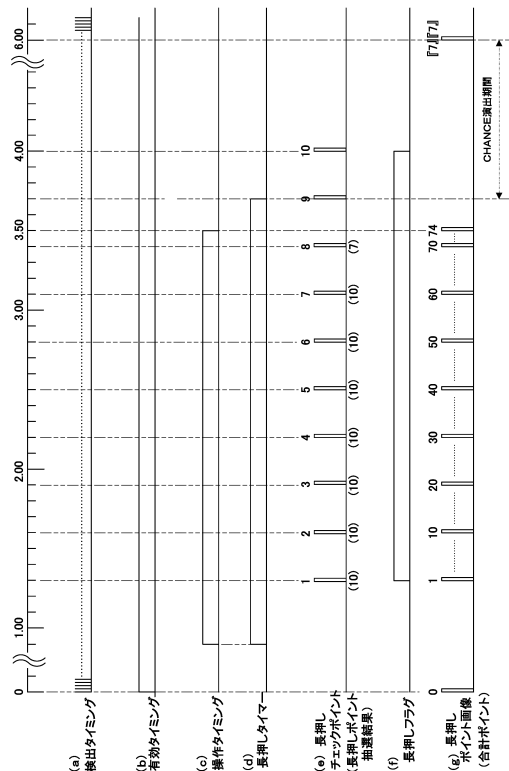 0 1.00 2.00 3.00 3.50 4.00 6.00
(a)
検出タイミング
(b)
有効タイミング
(c)
操作タイミング
(d)
長押しタイマー
(e) 長押し
チェックポイント
(長押しポイント
抽選結果)
1 2 3 4 5 6 7 8 9 10
(10) (10) (10) (10) (10) (10) (10) (7)
(f)
長押しフラグ
(g) 長押し
ポイント画像
(合計ポイント)
0 1 10 20 30 40 50 60 70 74 『7』『7』
CHANCE演出期間